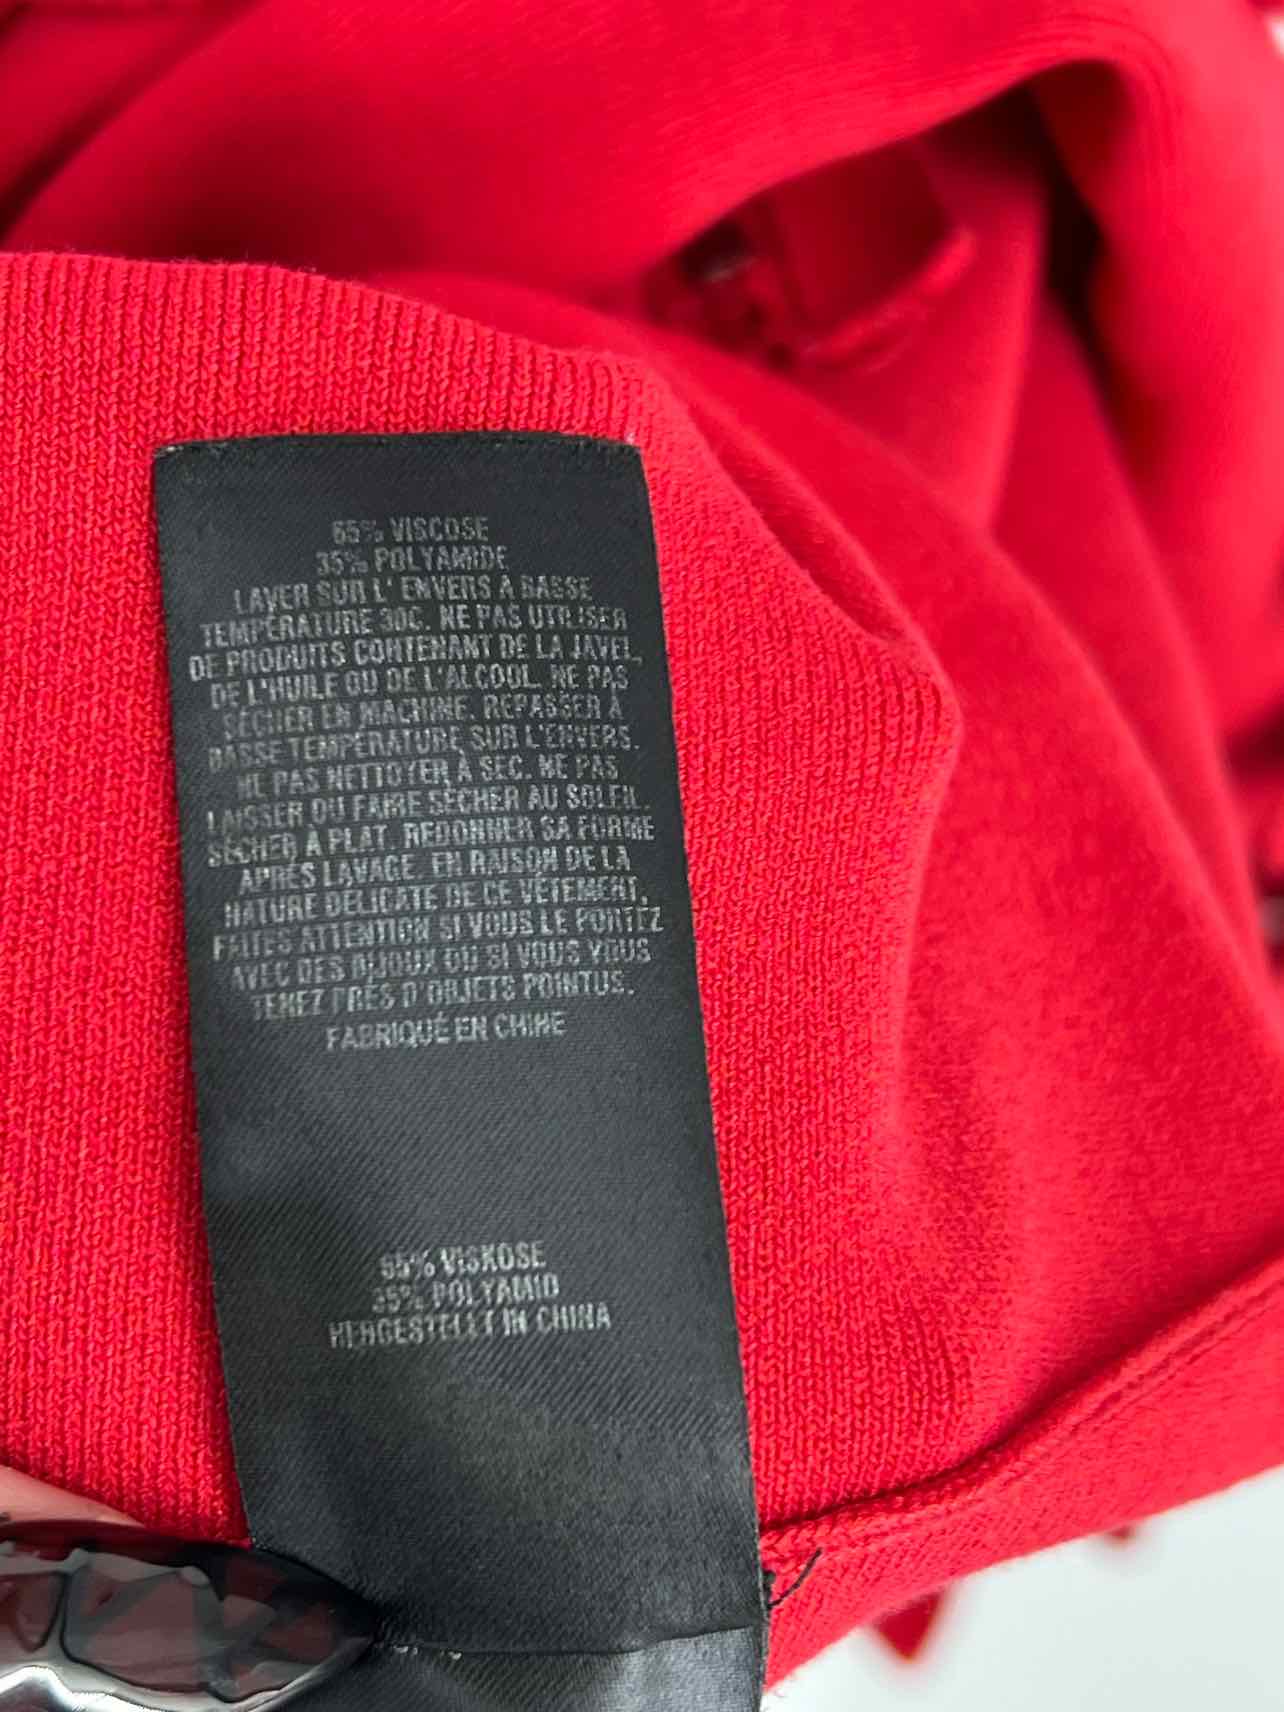 65% VISCOSE
35% POLYAMIDE
LAVER SUR L' ENVERS A BASSE
TEMPÉRATURE 30C. NE PAS UTILISER
DE PRODUITS CONTENANT DE LA JAVEL,
DE L'HUILE OU DE L'ALCOOL. NE PAS
SÉCHER EN MACHINE. REPASSER À
BASSE TEMPÉRATURE SUR L'ENVERS.
NE PAS NETTOYER À SEC. NE PAS
LAISSER OU FAIRE SÉCHER AU SOLEIL.
SÉCHER À PLAT. REDONNER SA FORME
APRÈS LAVAGE. EN RAISON DE LA
NATURE DÉLICATE DE CE VÊTEMENT,
FAITES ATTENTION SI VOUS LE PORTEZ
AVEC DES BIJOUX OU SI VOUS VOUS
TENEZ PRÈS D'OBJETS POINTUS.
FABRIQUÉ EN CHINE
65% VISKOSE
35% POLYAMID
HERGESTELLT IN CHINA